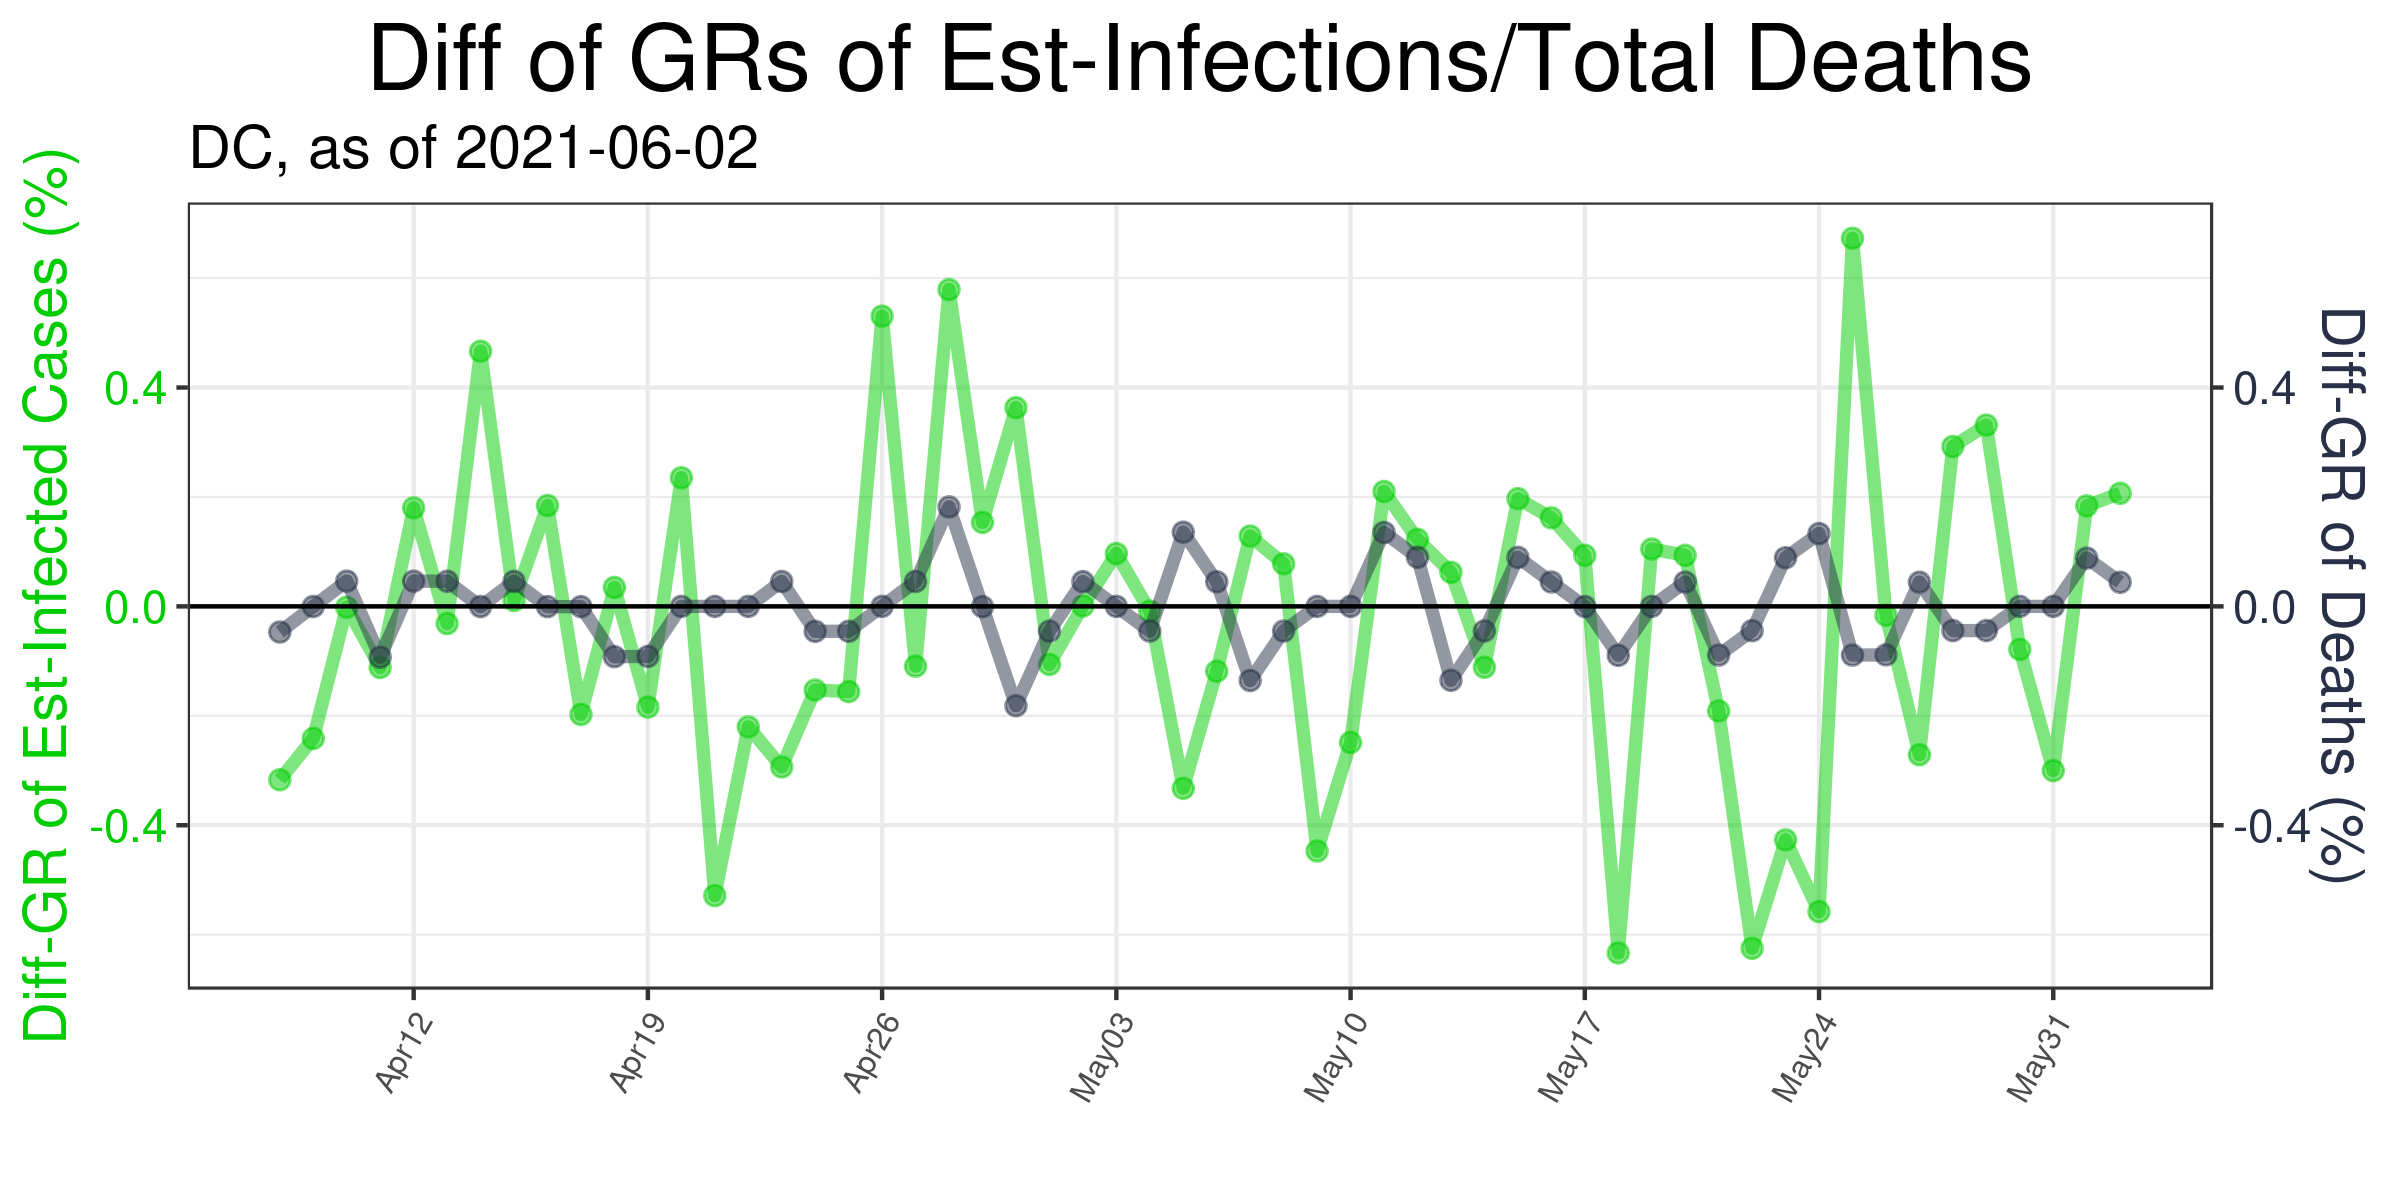 Diff of GRs of Est-Infections/Total Deaths
DC, as of 2021-06-02
Diff-GR of Est-Infected Cases (%)
0.4
0.0
-0.4
0.4
0.0
-0.4
Diff-GR of Deaths (%)
Apr12
Apr19
Apr26
May03
May10
May17
May24
May31